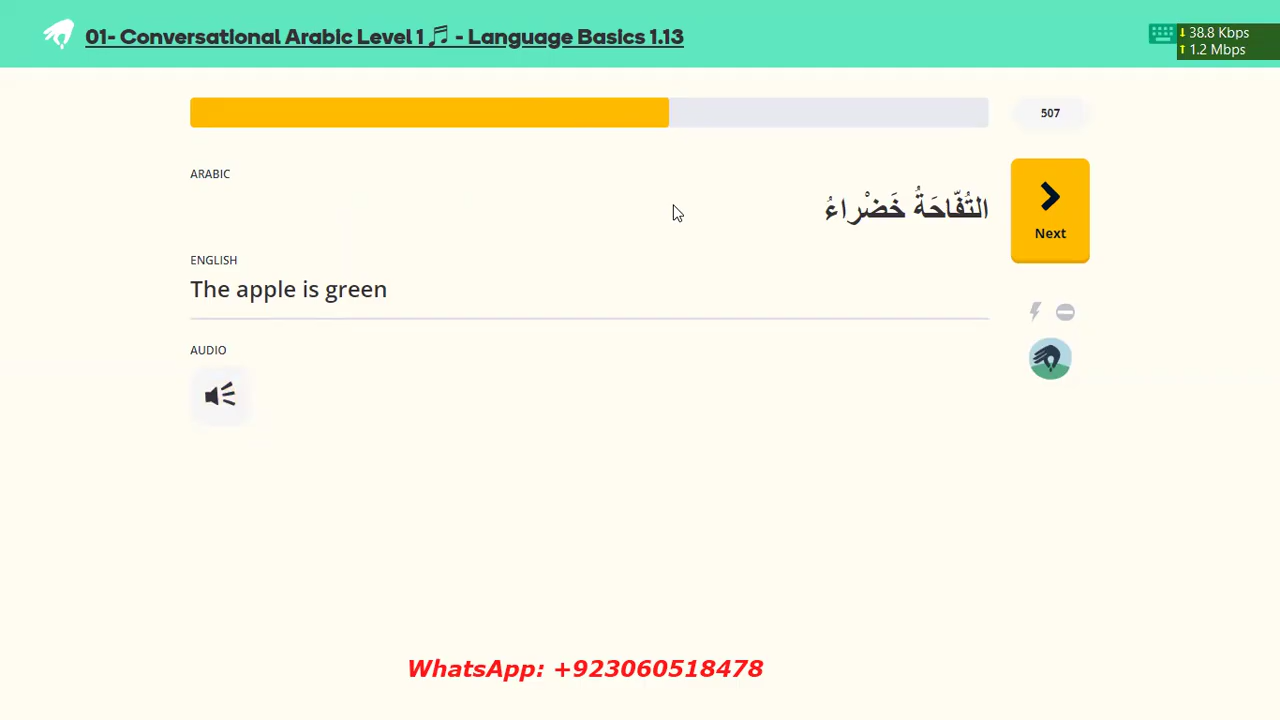 01- Conversational Arabic Level 1 🎵 - Language Basics 1.13
38.8 Kbps
1.2 Mbps
507
ARABIC
التُفّاحَةُ خَضْراءُ
Next
ENGLISH
The apple is green
AUDIO
WhatsApp: +923060518478